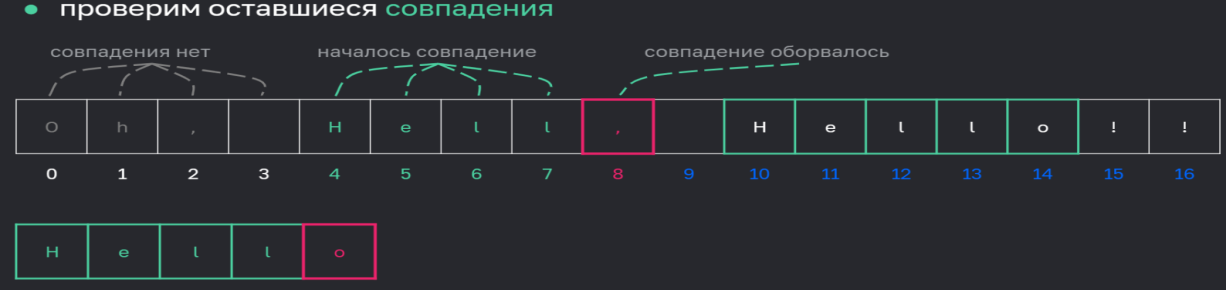 проверим оставшиеся совпадения
совпадения нет началось совпадение совпадение оборвалось
O h , H e l l , H e l l o ! !
0 1 2 3 4 5 6 7 8 9 10 11 12 13 14 15 16
H e l l o